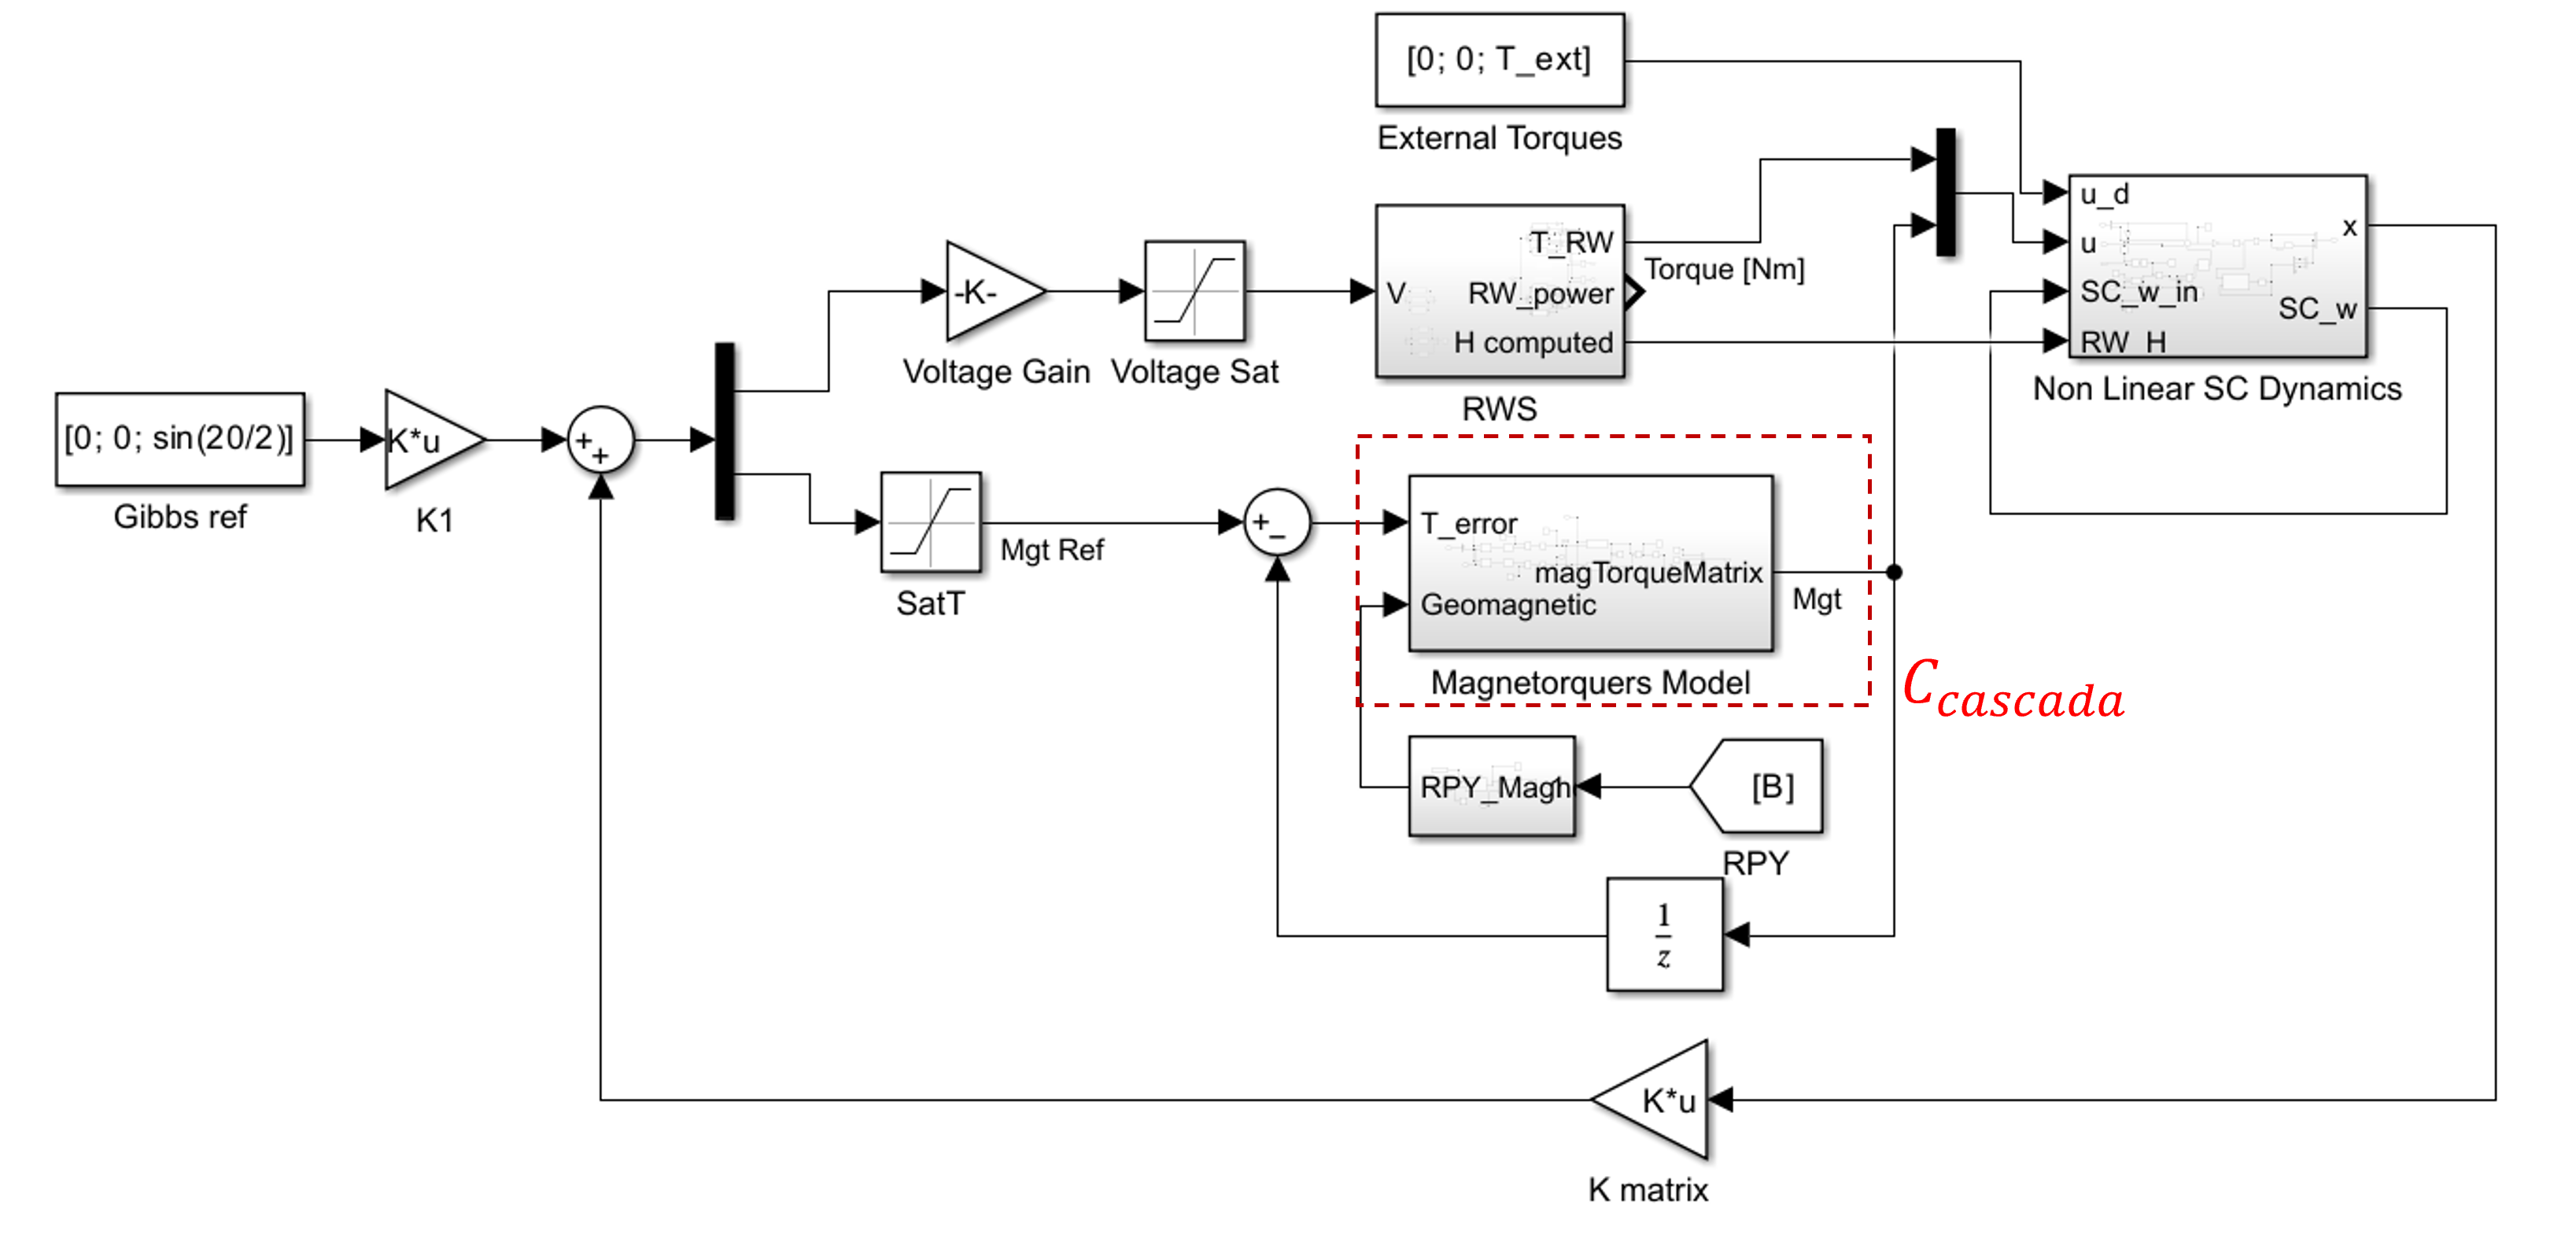 [0; 0; T_ext]
External Torques
u_d
u
SC_w_in
RW_H
x
SC_w
Non Linear SC Dynamics
V
T_RW
RW_power
H computed
Torque [Nm]
RWS
-K-
Voltage Gain
Voltage Sat
[0; 0; sin(20/2)]
Gibbs ref
K*u
K1
+
+
SatT
Mgt Ref
+
−
T_error
Geomagnetic
magTorqueMatrix
Mgt
Magnetorquers Model
C cascada
RPY_Magn
[B]
RPY
1
z
K*u
K matrix